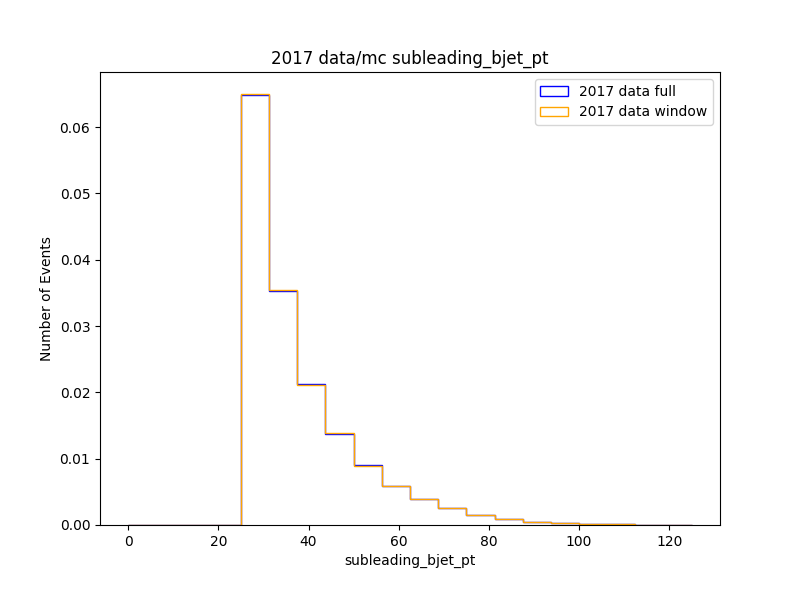 2017 data/mc subleading_bjet_pt
2017 data full
2017 data window
Number of Events
0.06
0.05
0.04
0.03
0.02
0.01
0.00
0 20 40 60 80 100 120
subleading_bjet_pt